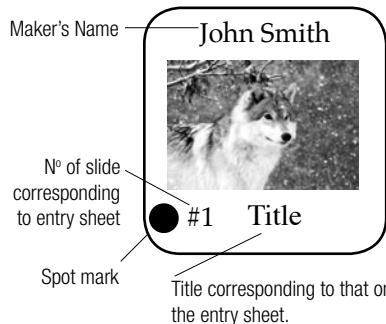 Maker's Name
John Smith
Nº of slide
corresponding
to entry sheet
#1 Title
Spot mark
Title corresponding to that on
the entry sheet.